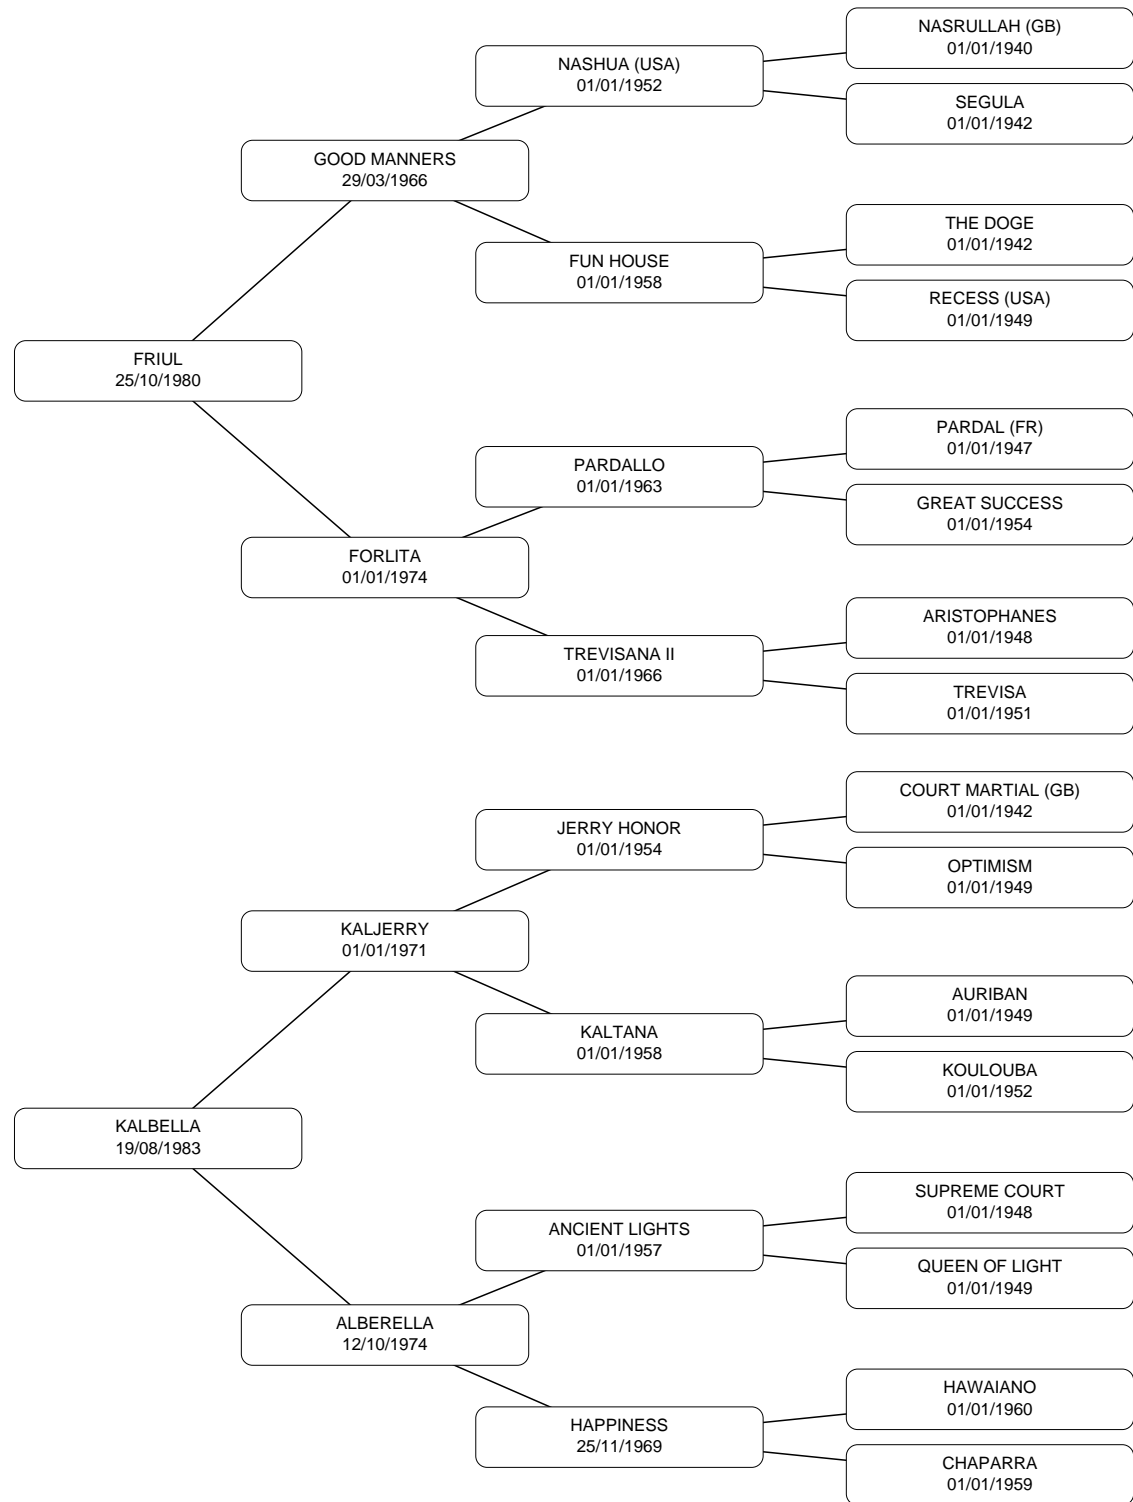 NASRULLAH (GB)
01/01/1940
NASHUA (USA)
01/01/1952
SEGULA
01/01/1942
GOOD MANNERS
29/03/1966
THE DOGE
01/01/1942
FUN HOUSE
01/01/1958
RECESS (USA)
01/01/1949
FRIUL
25/10/1980
PARDAL (FR)
01/01/1947
PARDALLO
01/01/1963
GREAT SUCCESS
01/01/1954
FORLITA
01/01/1974
ARISTOPHANES
01/01/1948
TREVISANA II
01/01/1966
TREVISA
01/01/1951
COURT MARTIAL (GB)
01/01/1942
JERRY HONOR
01/01/1954
OPTIMISM
01/01/1949
KALJERRY
01/01/1971
AURIBAN
01/01/1949
KALTANA
01/01/1958
KOULOUBA
01/01/1952
KALBELLA
19/08/1983
SUPREME COURT
01/01/1948
ANCIENT LIGHTS
01/01/1957
QUEEN OF LIGHT
01/01/1949
ALBERELLA
12/10/1974
HAWAIANO
01/01/1960
HAPPINESS
25/11/1969
CHAPARRA
01/01/1959